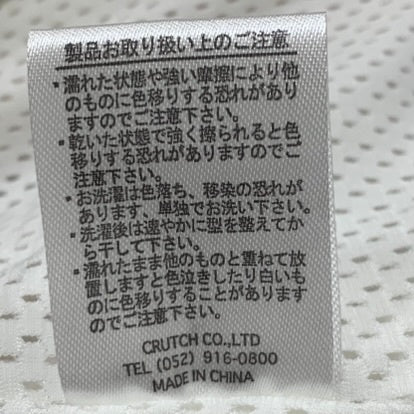 製品お取り扱い上のご注意
・濡れた状態や強い摩擦により他
のものに色移りする恐れがあり
ますのでご注意下さい。
・乾いた状態で強く擦られると色
移りする恐れがありますのでご
注意下さい。
・お洗濯は色落ち、移染の恐れが
あります、単独でお洗い下さい。
・洗濯後は速やかに型を整えてか
ら干して下さい。
・濡れたまま他のものと重ねて放
置しますと色泣きしたり白いも
のに色移りすることがあります
のでご注意下さい。
CRUTCH CO.,LTD
TEL (052) 916-0800
MADE IN CHINA